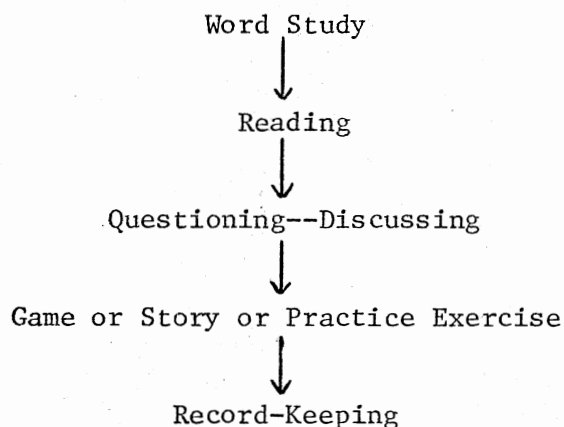 Word Study
Reading
Questioning--Discussing
Game or Story or Practice Exercise
Record-Keeping